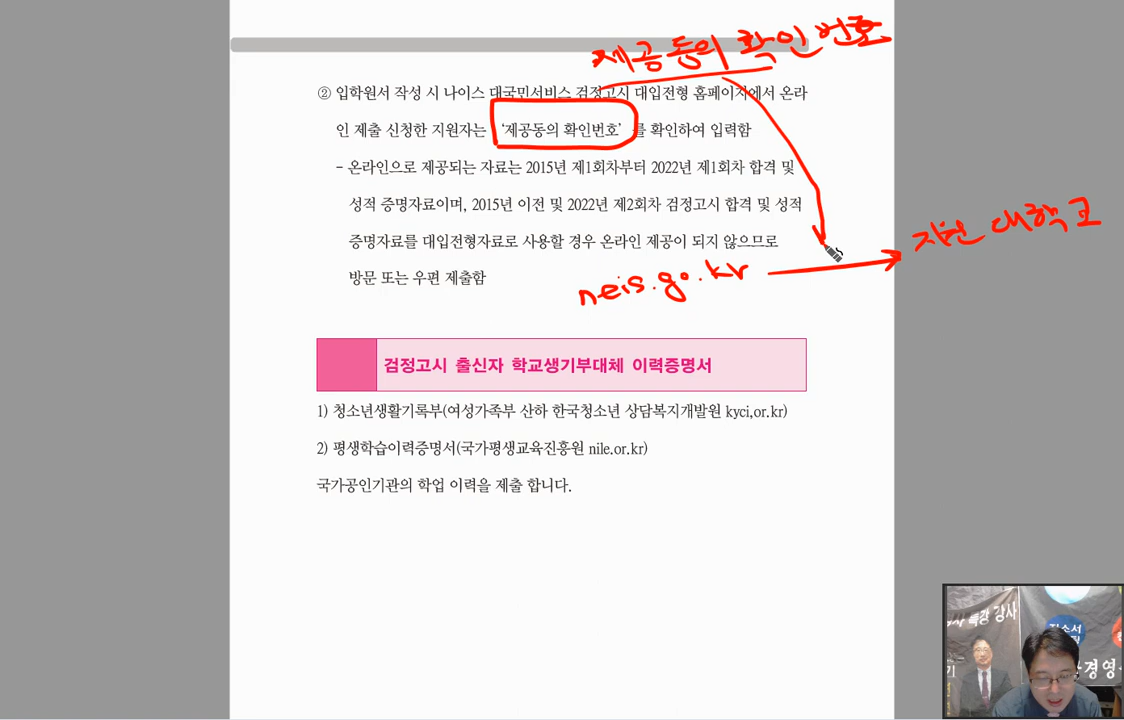 제공동의 확인번호
② 입학원서 작성 시 나이스 대국민서비스 검정고시 대입전형 홈페이지에서 온라
인 제출 신청한 지원자는 '제공동의 확인번호' 를 확인하여 입력함
- 온라인으로 제공되는 자료는 2015년 제1회차부터 2022년 제1회차 합격 및
성적 증명자료이며, 2015년 이전 및 2022년 제2회차 검정고시 합격 및 성적
증명자료를 대입전형자료로 사용할 경우 온라인 제공이 되지 않으므로
방문 또는 우편 제출함
neis.go.kr
지원 대학교
검정고시 출신자 학교생기부대체 이력증명서
1) 청소년생활기록부(여성가족부 산하 한국청소년 상담복지개발원 kyci,or.kr)
2) 평생학습이력증명서(국가평생교육진흥원 nile.or.kr)
국가공인기관의 학업 이력을 제출 합니다.
특강 강사
자소서
경영